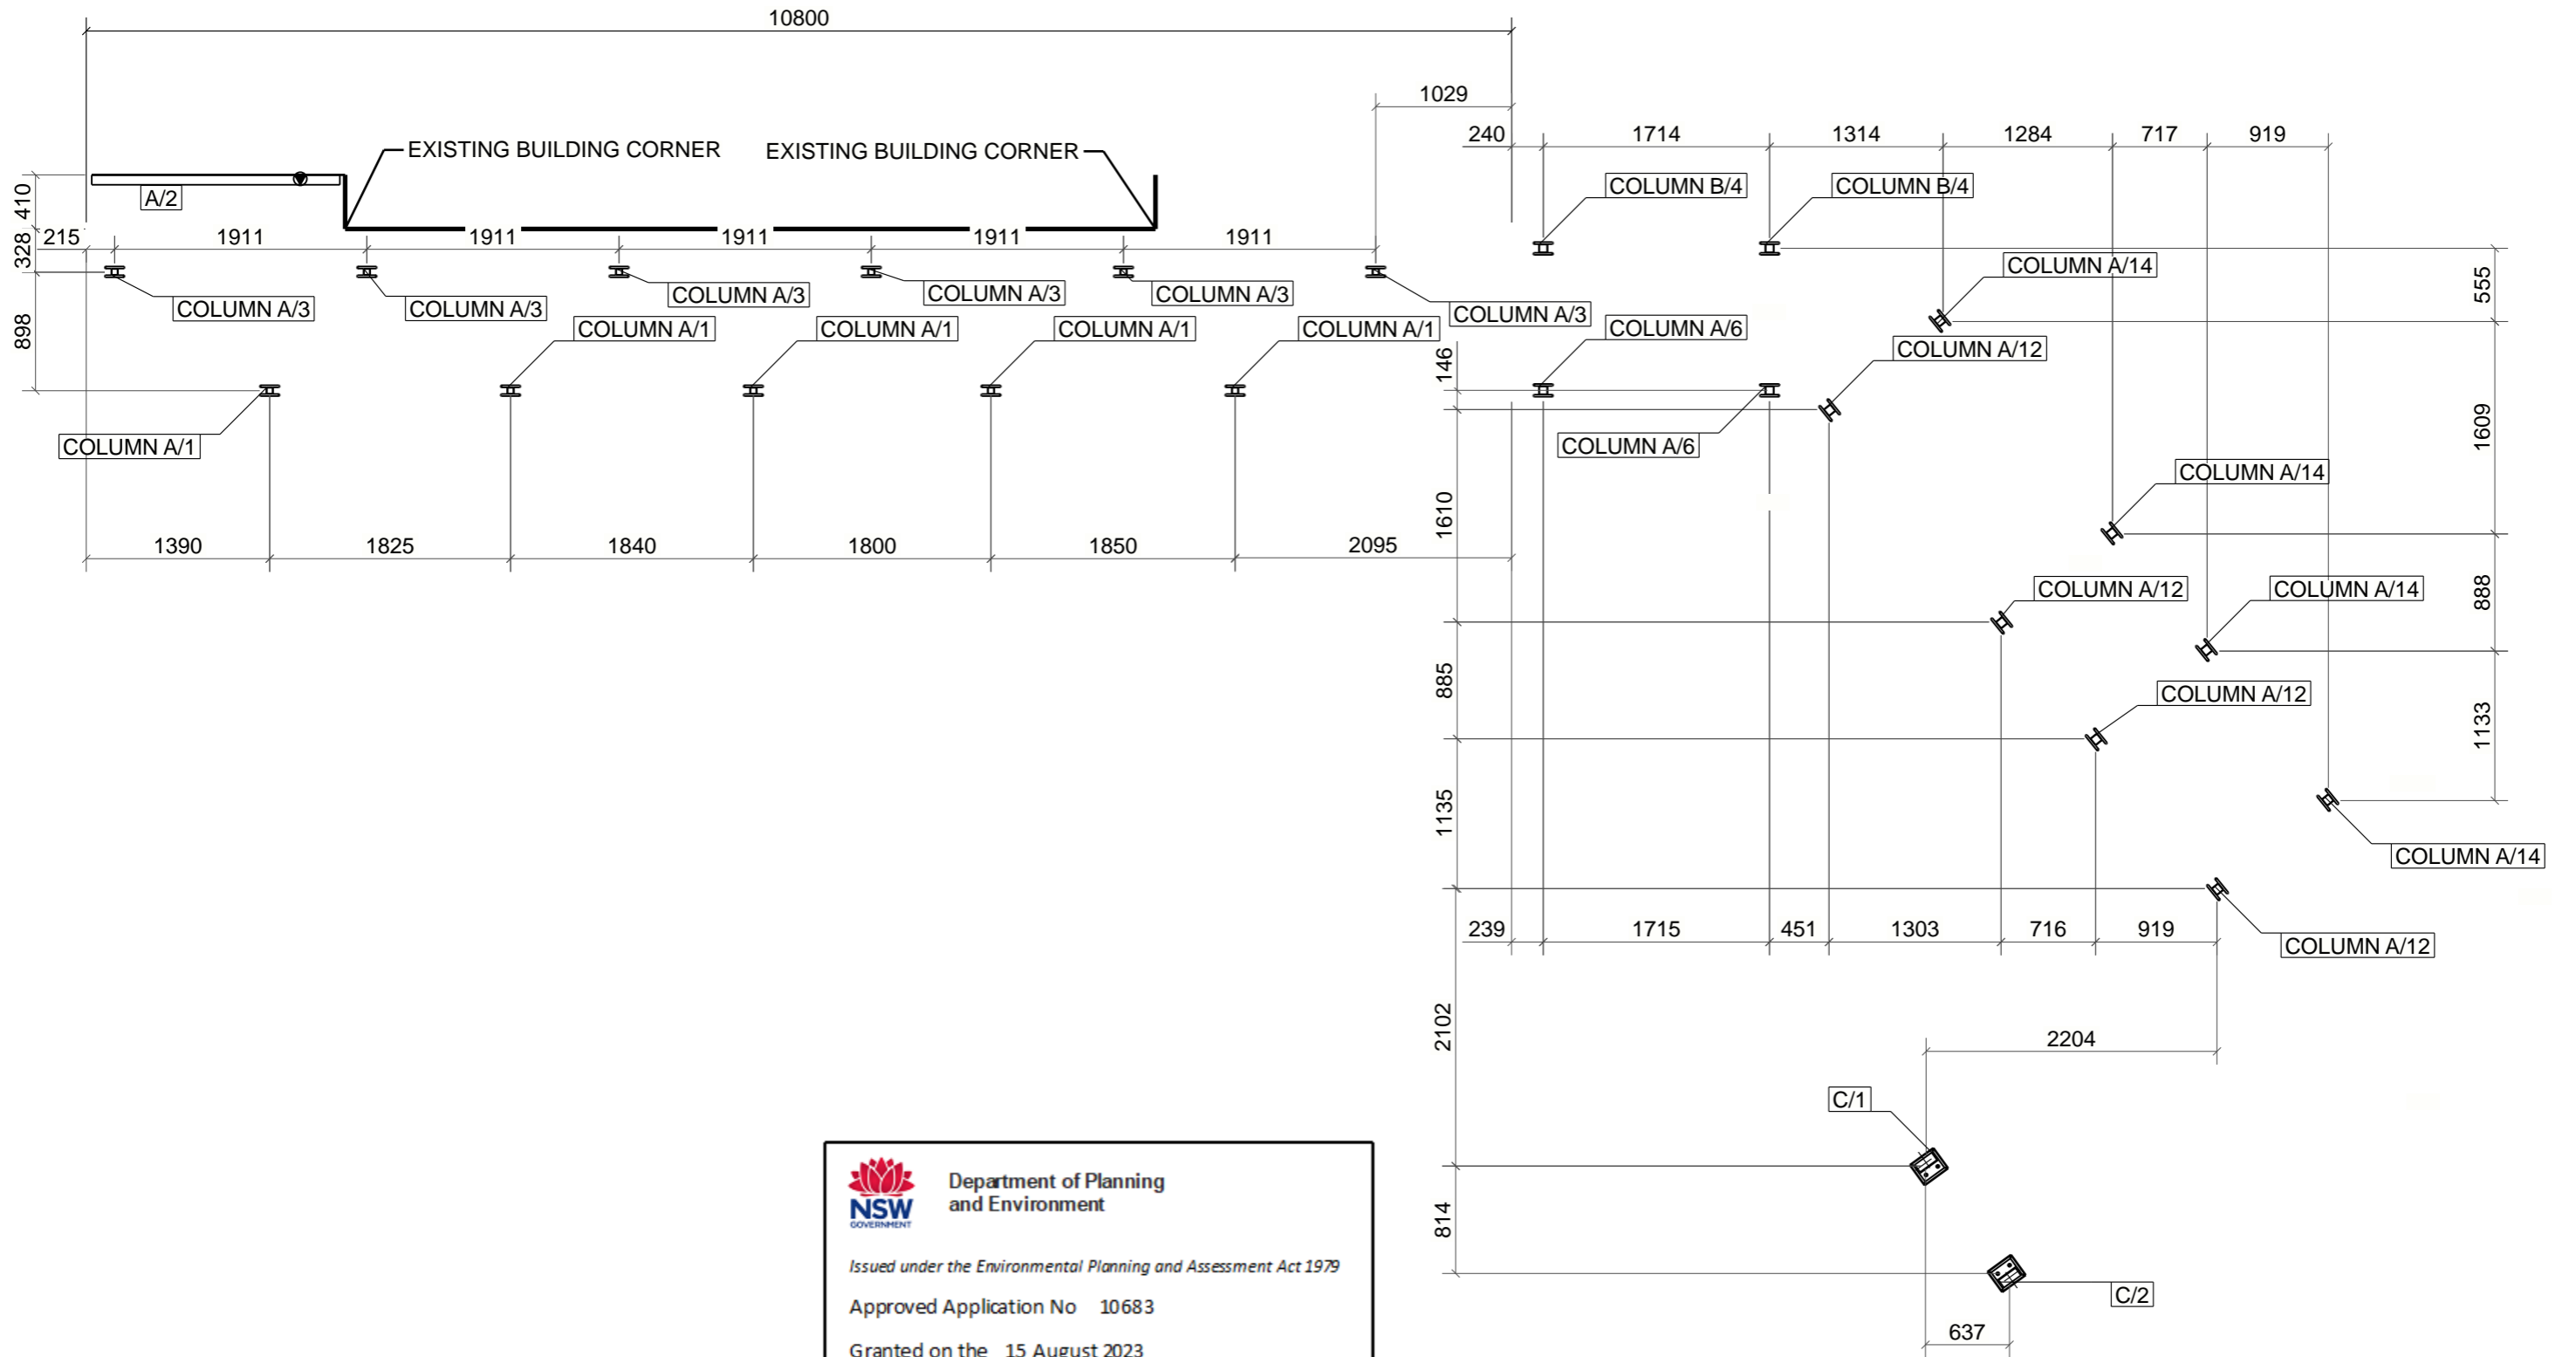 10800
1029
240
1714
1314
1284
717
919
EXISTING BUILDING CORNER
EXISTING BUILDING CORNER
410
A/2
COLUMN B/4
COLUMN B/4
215
328
1911
1911
1911
1911
1911
COLUMN A/3
COLUMN A/3
COLUMN A/3
COLUMN A/3
COLUMN A/3
COLUMN A/3
COLUMN A/14
555
898
COLUMN A/1
COLUMN A/1
COLUMN A/1
COLUMN A/1
COLUMN A/6
COLUMN A/12
146
COLUMN A/1
COLUMN A/6
1609
COLUMN A/14
1610
1390
1825
1840
1800
1850
2095
COLUMN A/12
COLUMN A/14
888
885
COLUMN A/12
1133
1135
COLUMN A/14
239
1715
451
1303
716
919
COLUMN A/12
2102
2204
C/1
814
C/2
637
NSW
GOVERNMENT
Department of Planning
and Environment
Issued under the Environmental Planning and Assessment Act 1979
Approved Application No 10683
Granted on the 15 August 2023